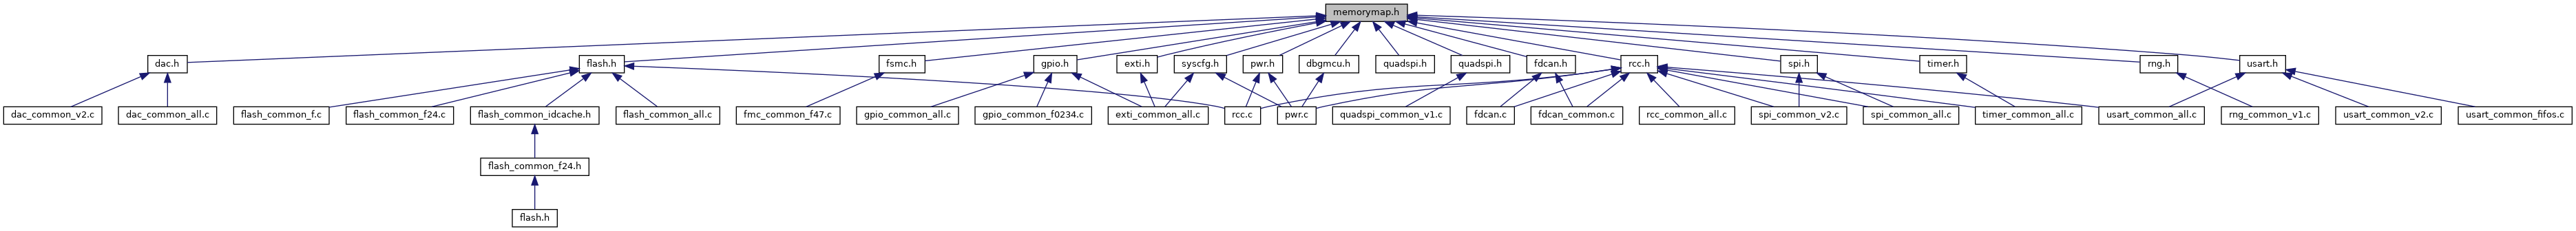 memorymap.h
dac.h
flash.h
fsmc.h
gpio.h
exti.h
syscfg.h
pwr.h
dbgmcu.h
quadspi.h
quadspi.h
fdcan.h
rcc.h
spi.h
timer.h
rng.h
usart.h
dac_common_v2.c
dac_common_all.c
flash_common_f.c
flash_common_f24.c
flash_common_idcache.h
flash_common_all.c
fmc_common_f47.c
gpio_common_all.c
gpio_common_f0234.c
exti_common_all.c
rcc.c
pwr.c
quadspi_common_v1.c
fdcan.c
fdcan_common.c
rcc_common_all.c
spi_common_v2.c
spi_common_all.c
timer_common_all.c
usart_common_all.c
rng_common_v1.c
usart_common_v2.c
usart_common_fifos.c
flash_common_f24.h
flash.h